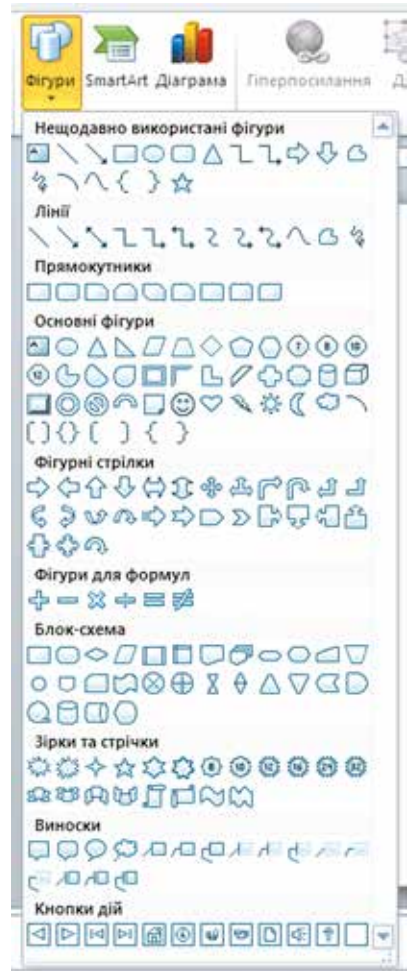 Фігури SmartArt Діаграма Гіперпосилання
Нещодавно використані фігури
Лінії
Прямокутники
Основні фігури
Фігурні стрілки
Фігури для формул
Блок-схема
Зірки та стрічки
Виноски
Кнопки дій